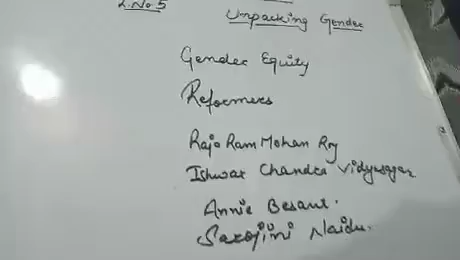 L.No 5
Unpacking Gender
Gender Equity
Reformers
Raja Ram Mohan Roy
Ishwar Chandra Vidyasagar
Annie Besant.
Sarojini Naidu.